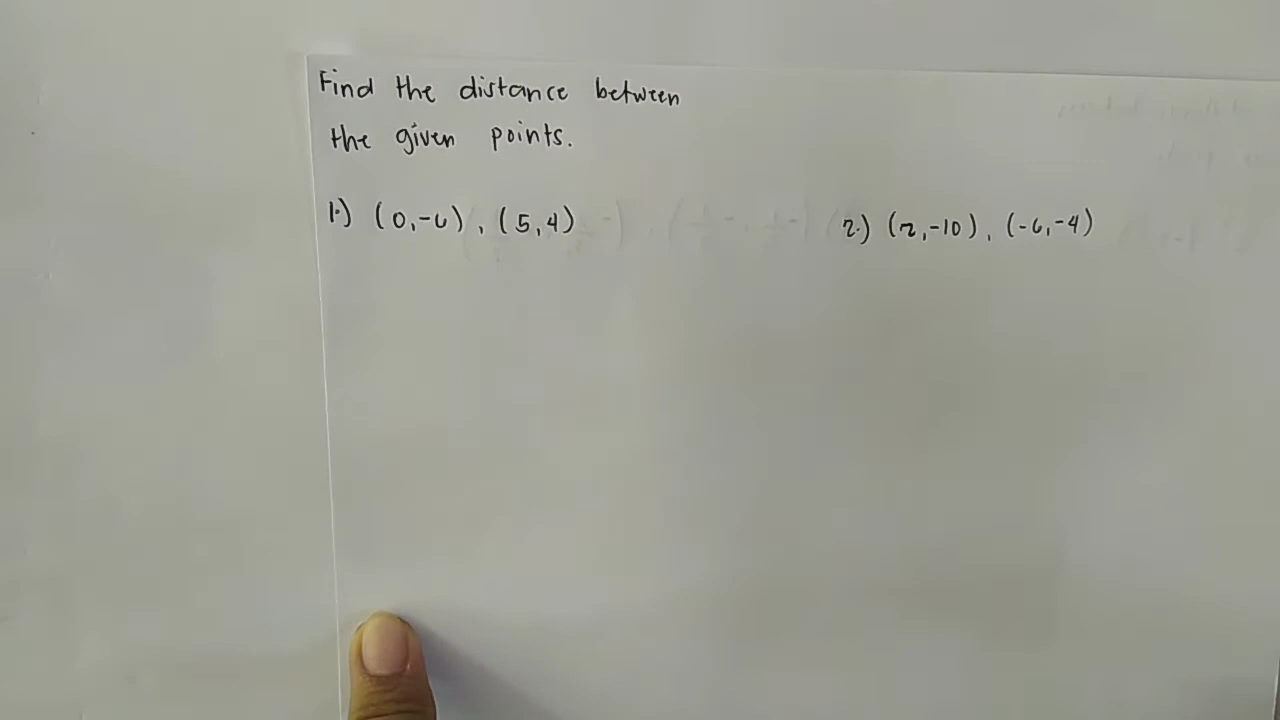 Find the distance between
the given points.
1.) (0,-6), (5,4)
2.) (2,-10), (-6,-4)